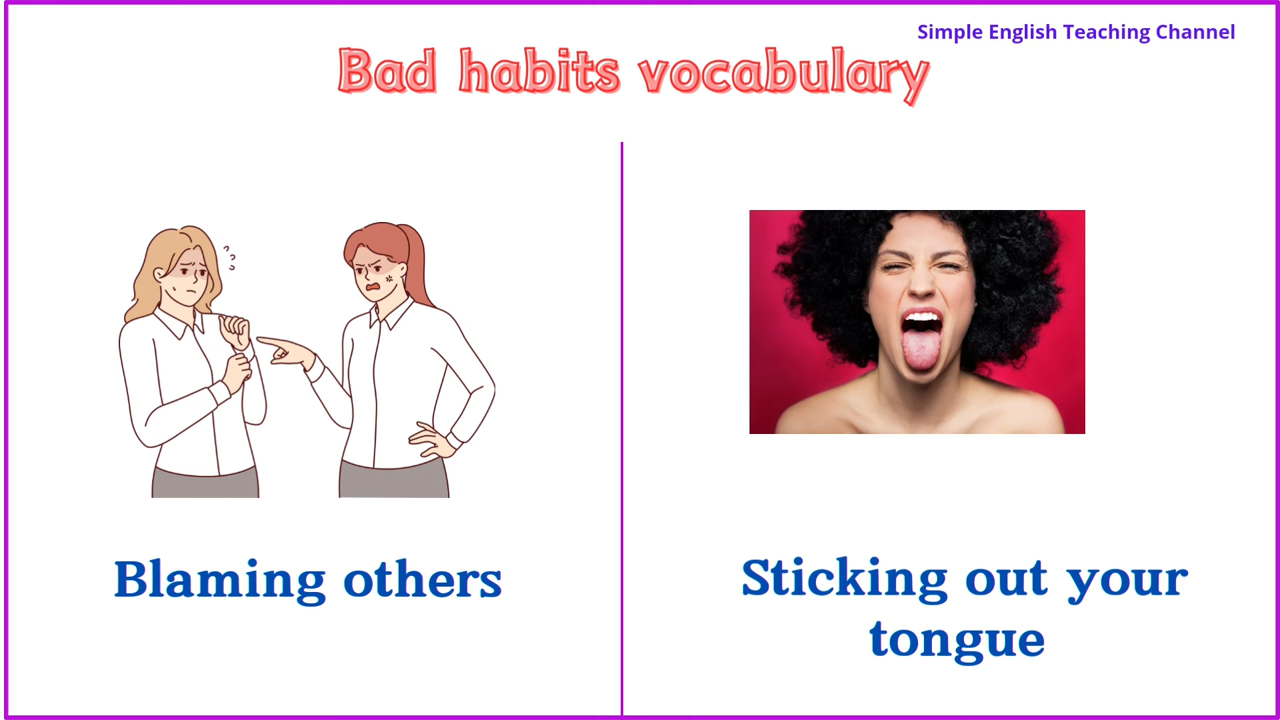 Simple English Teaching Channel
Bad habits vocabulary
Blaming others
Sticking out your
tongue